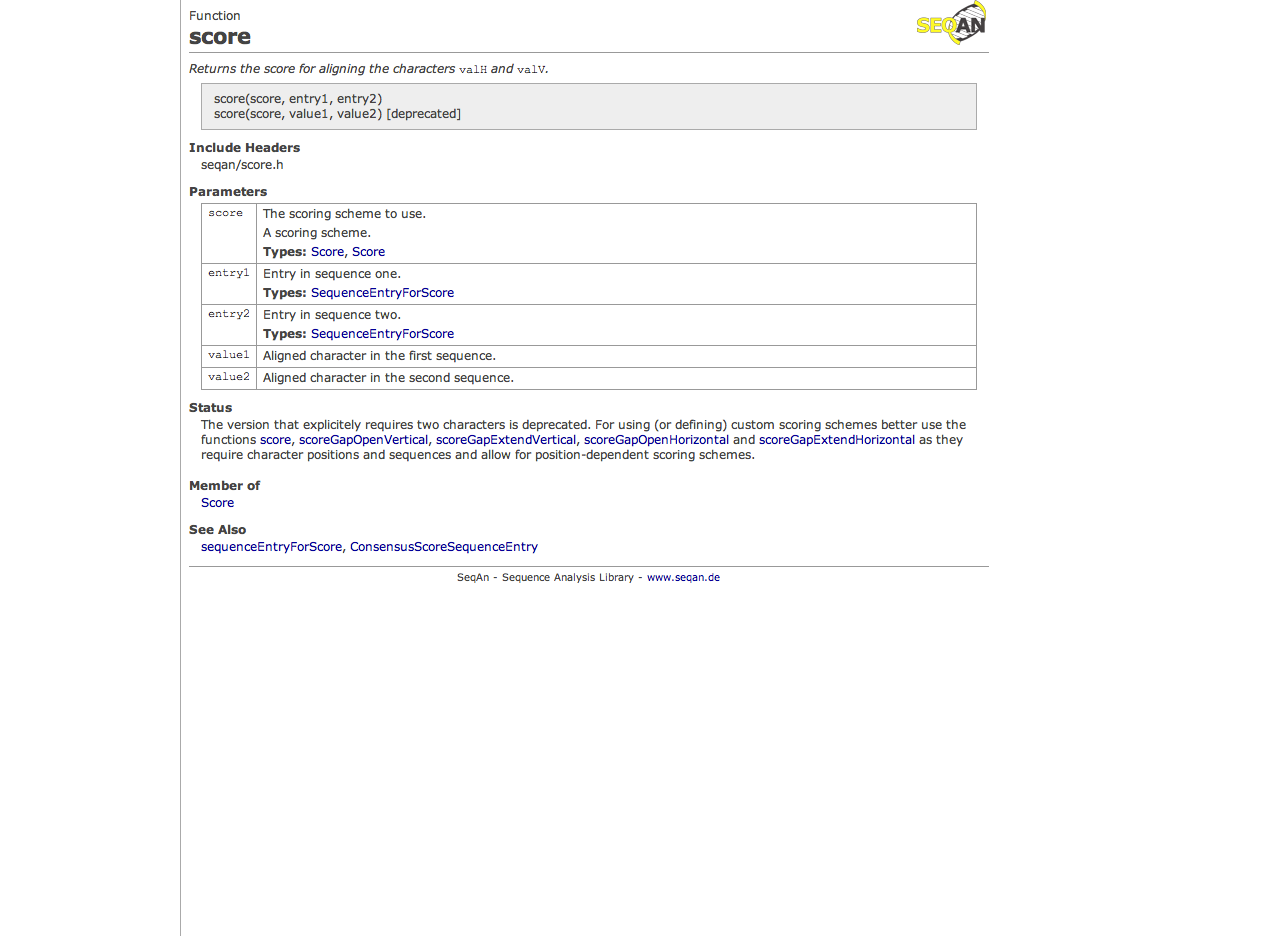 Function
SEQAN
score
Returns the score for aligning the characters valH and valV.
score(score, entry1, entry2)
score(score, value1, value2) [deprecated]
Include Headers
seqan/score.h
Parameters
score The scoring scheme to use.
A scoring scheme.
Types: Score, Score
entry1 Entry in sequence one.
Types: SequenceEntryForScore
entry2 Entry in sequence two.
Types: SequenceEntryForScore
value1 Aligned character in the first sequence.
value2 Aligned character in the second sequence.
Status
The version that explicitely requires two characters is deprecated. For using (or defining) custom scoring schemes better use the
functions score, scoreGapOpenVertical, scoreGapExtendVertical, scoreGapOpenHorizontal and scoreGapExtendHorizontal as they
require character positions and sequences and allow for position-dependent scoring schemes.
Member of
Score
See Also
sequenceEntryForScore, ConsensusScoreSequenceEntry
SeqAn - Sequence Analysis Library - www.seqan.de